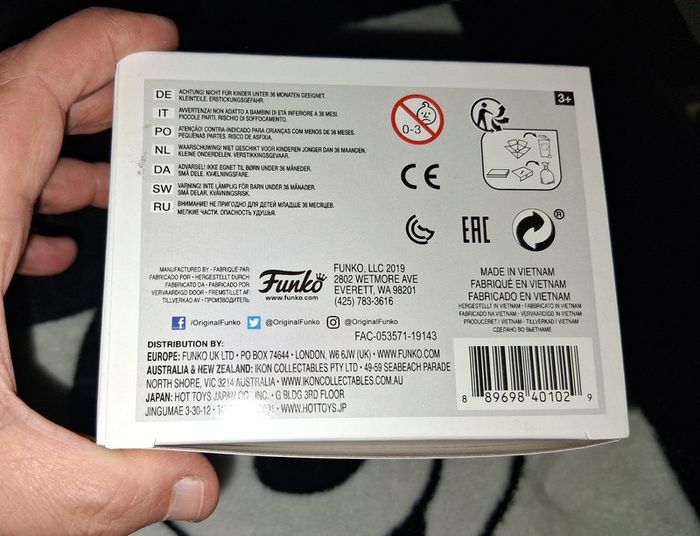 DE ACHTUNG! NICHT FÜR KINDER UNTER 36 MONATEN GEEIGNET.
KLEINTEILE. ERSTICKUNGSGEFAHR.
IT AVVERTENZA! NON ADATTO A BAMBINI DI ETÀ INFERIORE A 36 MESI.
PICCOLE PARTI. RISCHIO DI SOFFOCAMENTO.
PO ATENÇÃO! CONTRA-INDICADO PARA CRIANÇAS COM MENOS DE 36 MESES.
PEQUENAS PARTES. RISCO DE ASFIXIA.
NL WAARSCHUWING! NIET GESCHIKT VOOR KINDEREN JONGER DAN 36 MAANDEN.
KLEINE ONDERDELEN. VERSTIKKINGSGEVAAR.
DA ADVARSEL! IKKE EGNET TIL BØRN UNDER 36 MÅNEDER.
SMÅ DELE. KVÆLNINGSFARE.
SW VARNING! INTE LÄMPLIG FÖR BARN UNDER 36 MÅNADER.
SMÅ DELAR. KVÄVNINGSRISK.
RU ВНИМАНИЕ! НЕ ПРИГОДНО ДЛЯ ДЕТЕЙ МЛАДШЕ 36 МЕСЯЦЕВ.
МЕЛКИЕ ЧАСТИ. ОПАСНОСТЬ УДУШЬЯ.
0-3
3+
CE
EAC
®
MANUFACTURED BY • FABRIQUÉ PAR
FABRICADO POR • HERGESTELLT DURCH
FABBRICATO DA • FABRICADO POR
VERVAARDIGD DOOR • FREMSTILLET AF
TILLVERKAD AV • ПРОИЗВОДИТЕЛЬ:
Funko
www.funko.com
FUNKO, LLC 2019
2802 WETMORE AVE
EVERETT, WA 98201
(425) 783-3616
MADE IN VIETNAM
FABRIQUÉ EN VIETNAM
FABRICADO EN VIETNAM
HERGESTELLT IN VIETNAM • FABBRICATO IN VIETNAM
FABRICADO NA VIETNAM • VERVAARDIGD IN VIETNAM
PRODUCERET I VIETNAM • TILLVERKAD I VIETNAM
СДЕЛАНО ВО ВЬЕТНАМЕ
f /OriginalFunko @OriginalFunko @OriginalFunko
FAC-053571-19143
DISTRIBUTION BY:
EUROPE: FUNKO UK LTD • PO BOX 74644 • LONDON, W6 6JW (UK) • WWW.FUNKO.COM
AUSTRALIA & NEW ZEALAND: IKON COLLECTABLES PTY LTD • 49-59 SEABEACH PARADE
NORTH SHORE, VIC 3214 AUSTRALIA • WWW.IKONCOLLECTABLES.COM.AU
JAPAN: HOT TOYS JAPAN CO. INC. • G BLDG 3RD FLOOR
JINGUMAE 3-30-12 • WWW.HOTTOYS.JP
8 89698 40102 9